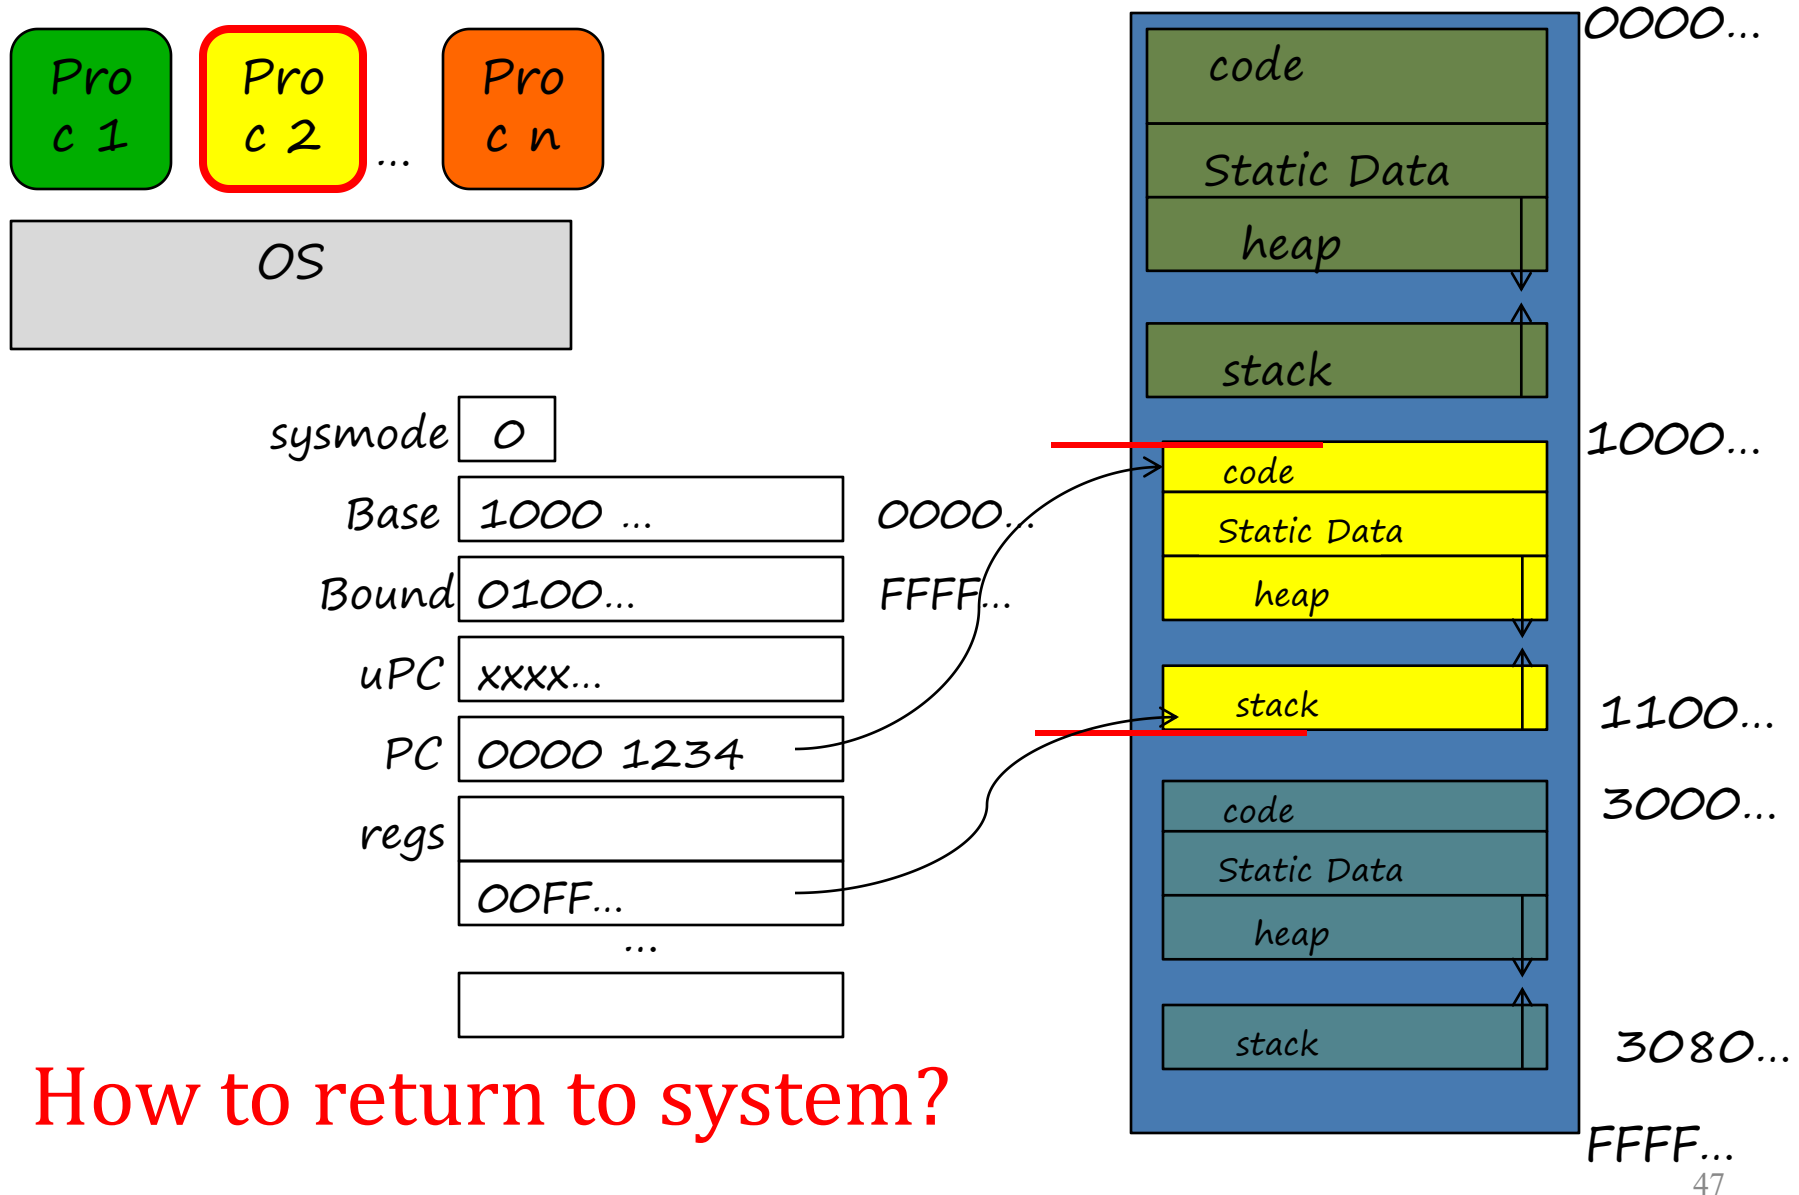 Pro
c 1
Pro
c 2
...
Pro
c n
OS
sysmode 0
Base 1000 ... 0000...
Bound 0100... FFFF...
uPC xxxx...
PC 0000 1234
regs
00FF...
...
How to return to system?
0000...
code
Static Data
heap
stack
1000...
code
Static Data
heap
stack
1100...
3000...
code
Static Data
heap
stack
3080...
FFFF...
47